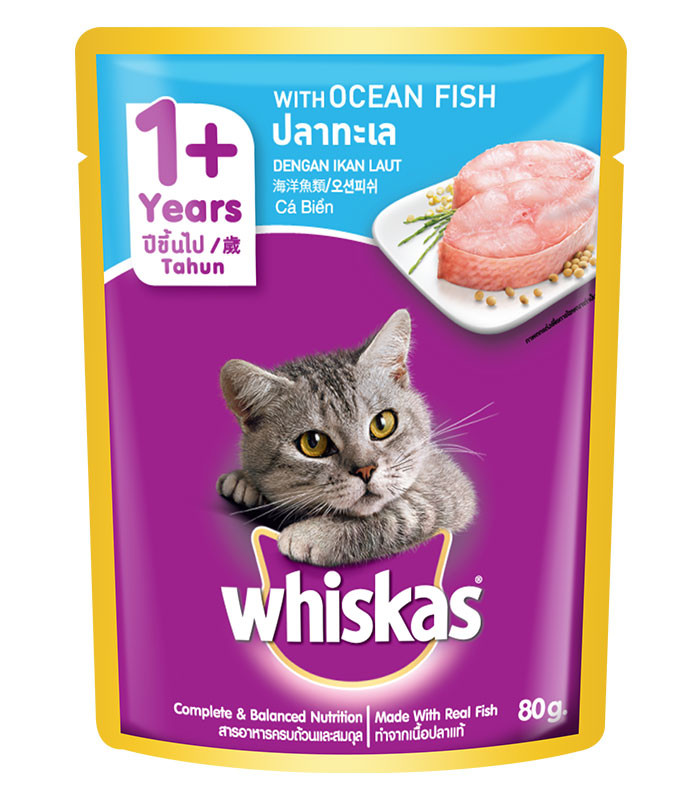 1+
Years
ปีขึ้นไป /歲
Tahun
WITH OCEAN FISH
ปลาทะเล
DENGAN IKAN LAUT
海洋魚類/오션피쉬
Cá Biển
whiskas®
Complete & Balanced Nutrition
สารอาหารครบถ้วนและสมดุล
Made With Real Fish
ทำจากเนื้อปลาแท้
80g.